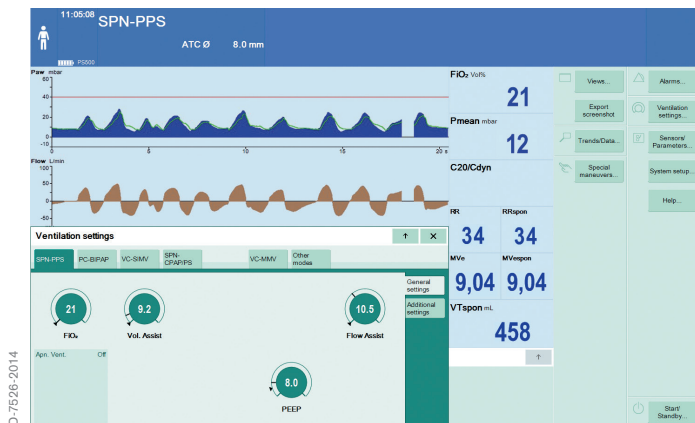 11:05:08 SPN-PPS
ATC Ø 8.0 mm
PS500
Paw mbar
60
40
20
0
-10
5 10 15 20 s
Flow L/min
100
50
0
-50
FiO₂ Vol%
21
Pmean mbar
12
C20/Cdyn
RR RRspon
34 34
MVe MVespon
9,04 9,04
VTspon mL
458
Views...
Export
screenshot
Trends/Data...
Special
maneuvers...
Alarms...
Ventilation
settings...
Sensors/
Parameters...
System setup...
Help...
Start/
Standby...
Ventilation settings
SPN-PPS PC-BIPAP VC-SIMV SPN-
CPAP/PS VC-MMV Other
modes
General
settings
Additional
settings
21 9.2 10.5
FiO₂ Vol. Assist Flow Assist
Apn. Vent. Off
8.0
PEEP
D-7526-2014